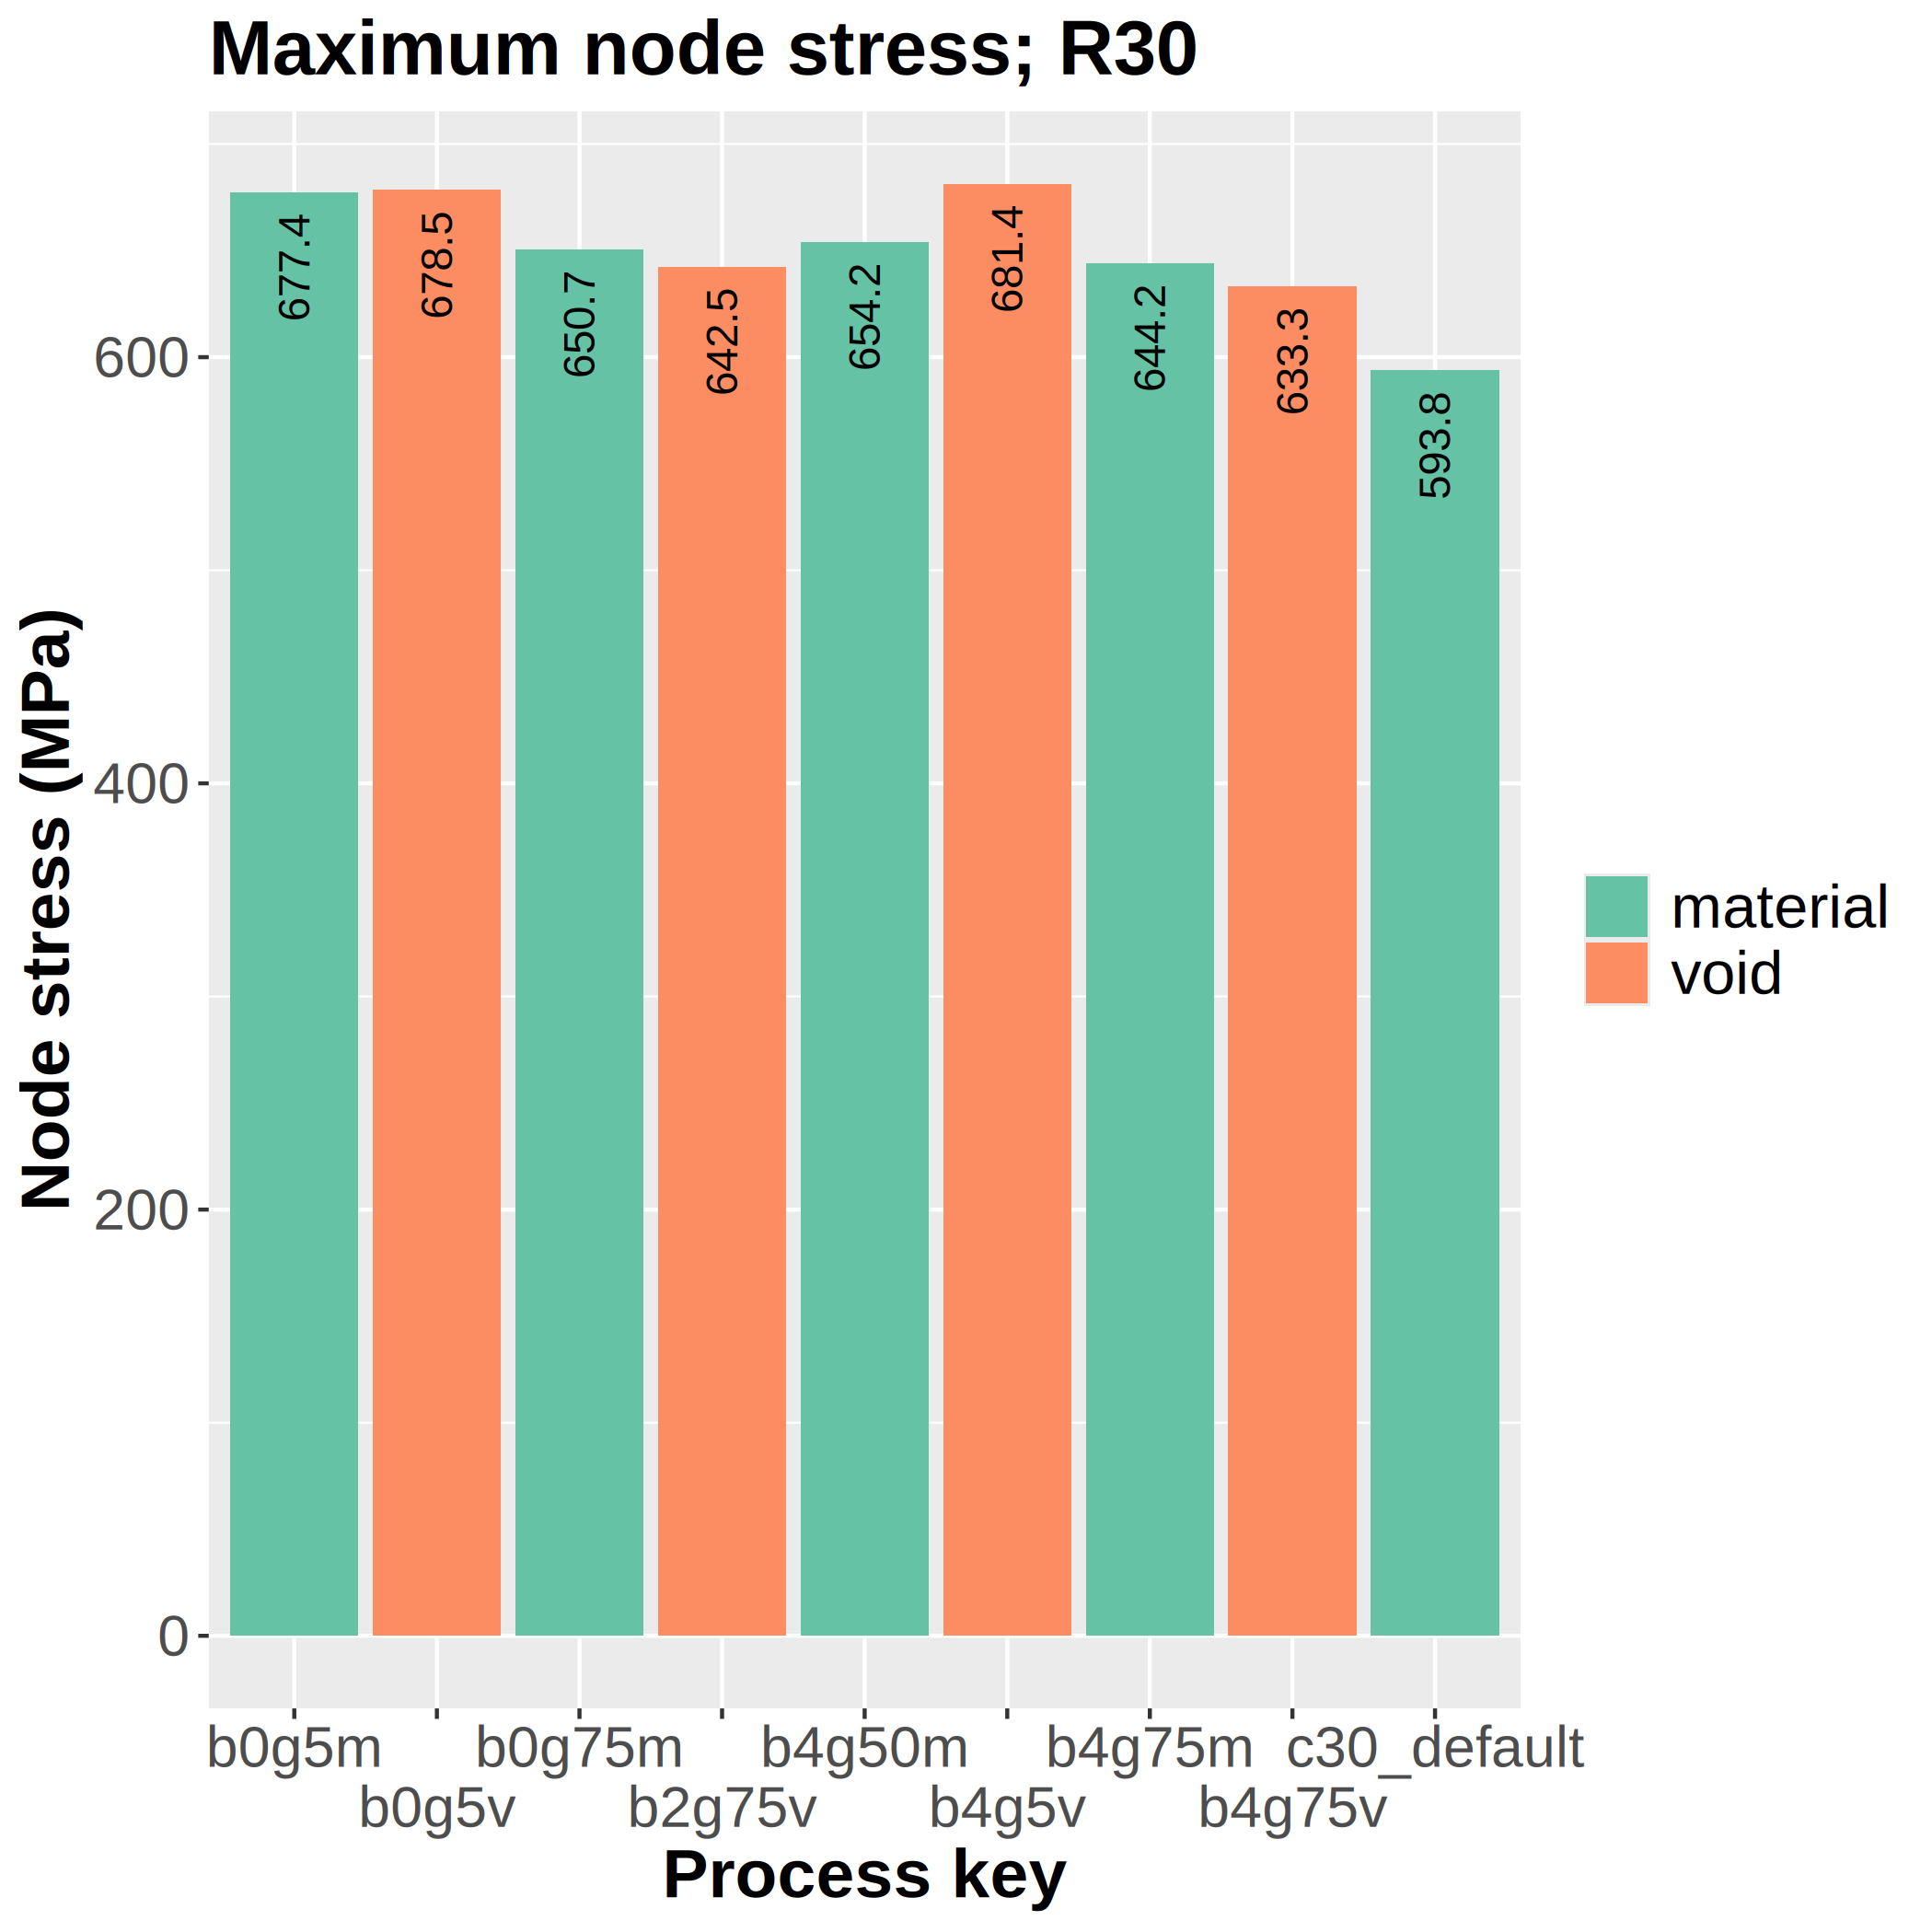 Maximum node stress; R30
Node stress (MPa)
600
400
200
0
677.4
678.5
650.7
642.5
654.2
681.4
644.2
633.3
593.8
b0g5m
b0g5v
b0g75m
b2g75v
b4g50m
b4g5v
b4g75m
b4g75v
c30_default
Process key
material
void